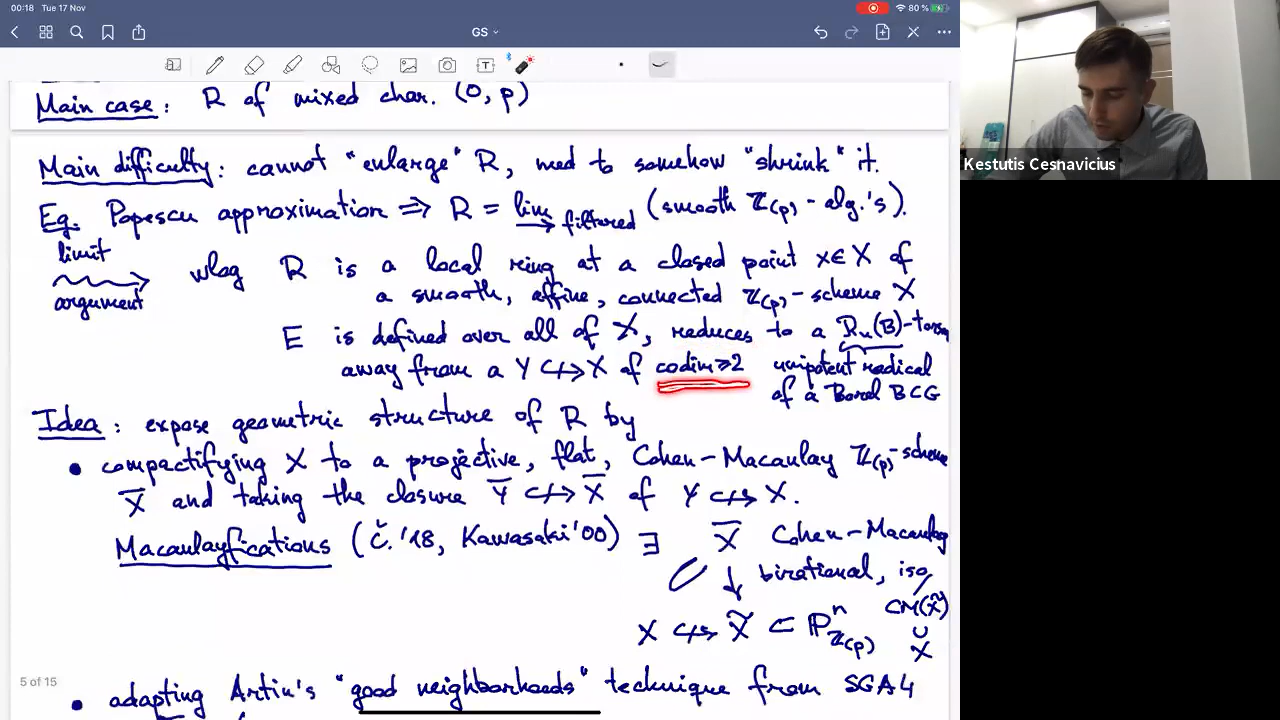 00:18 Tue 17 Nov
80 %
GS
Main case: R of mixed char. (0, p)
Main difficulty: cannot "enlarge" R, need to somehow "shrink" it.
Eg. Popescu approximation ⟹ R = lim→ filtered (smooth ℤ(p)-alg.'s).
limit argument ⇝ wlog R is a local ring at a closed point x∈X of
a smooth, affine, connected ℤ(p)-scheme X
E is defined over all of X, reduces to a Ru(B)-torsor
away from a Y ↪ X of codim ≥ 2 unipotent radical
of a Borel B⊂G
Idea: expose geometric structure of R by
• compactifying X to a projective, flat, Cohen-Macaulay ℤ(p)-scheme
X̄ and taking the closure Ȳ ↪ X̄ of Y ↪ X.
Macaulayfications (Č.'18, Kawasaki '00) ∃ X̄ Cohen-Macaulay
↓ birational, iso/
CM(X̃)
∪
X
X ↪ X̃ ⊂ ℙⁿ ℤ(p)
5 of 15
• adapting Artin's "good neighborhoods" technique from SGA4
Kestutis Cesnavicius